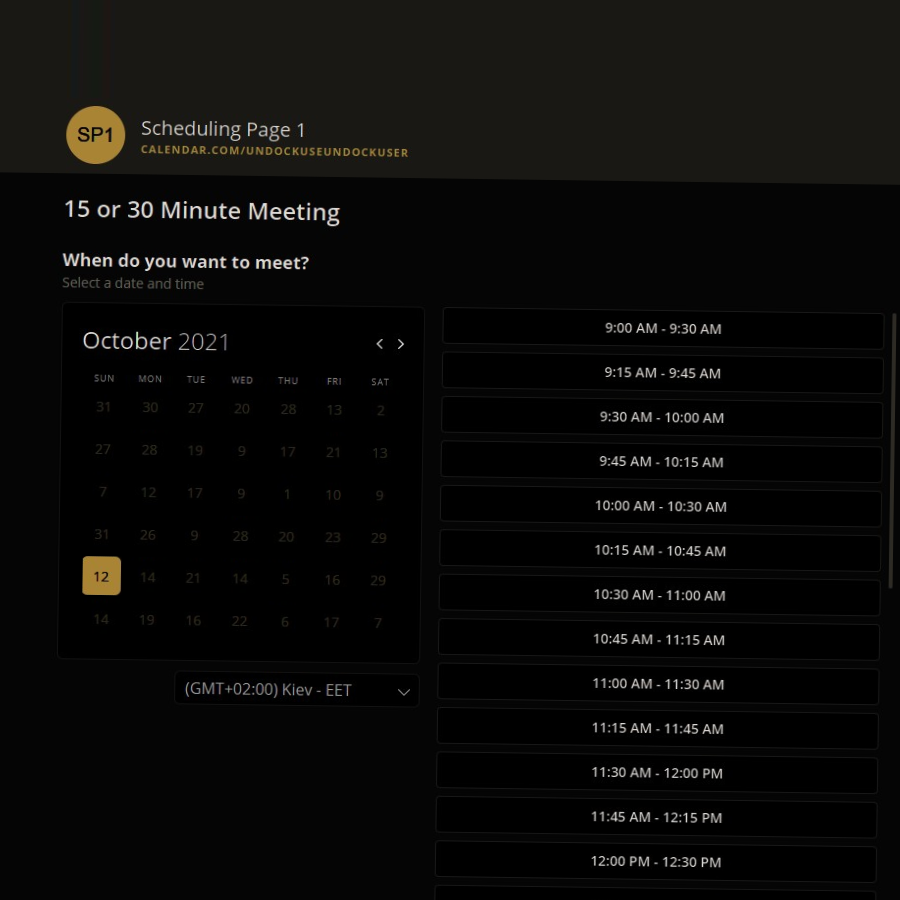 SP1
Scheduling Page 1
CALENDAR.COM/UNDOCKUSEUNDOCKUSER
15 or 30 Minute Meeting
When do you want to meet?
Select a date and time
October 2021
SUN MON TUE WED THU FRI SAT
31 30 27 20 28 13 2
27 28 19 9 17 21 13
7 12 17 9 1 10 9
31 26 9 28 20 23 29
12 14 21 14 5 16 29
14 19 16 22 6 17 7
(GMT+02:00) Kiev - EET
9:00 AM - 9:30 AM
9:15 AM - 9:45 AM
9:30 AM - 10:00 AM
9:45 AM - 10:15 AM
10:00 AM - 10:30 AM
10:15 AM - 10:45 AM
10:30 AM - 11:00 AM
10:45 AM - 11:15 AM
11:00 AM - 11:30 AM
11:15 AM - 11:45 AM
11:30 AM - 12:00 PM
11:45 AM - 12:15 PM
12:00 PM - 12:30 PM